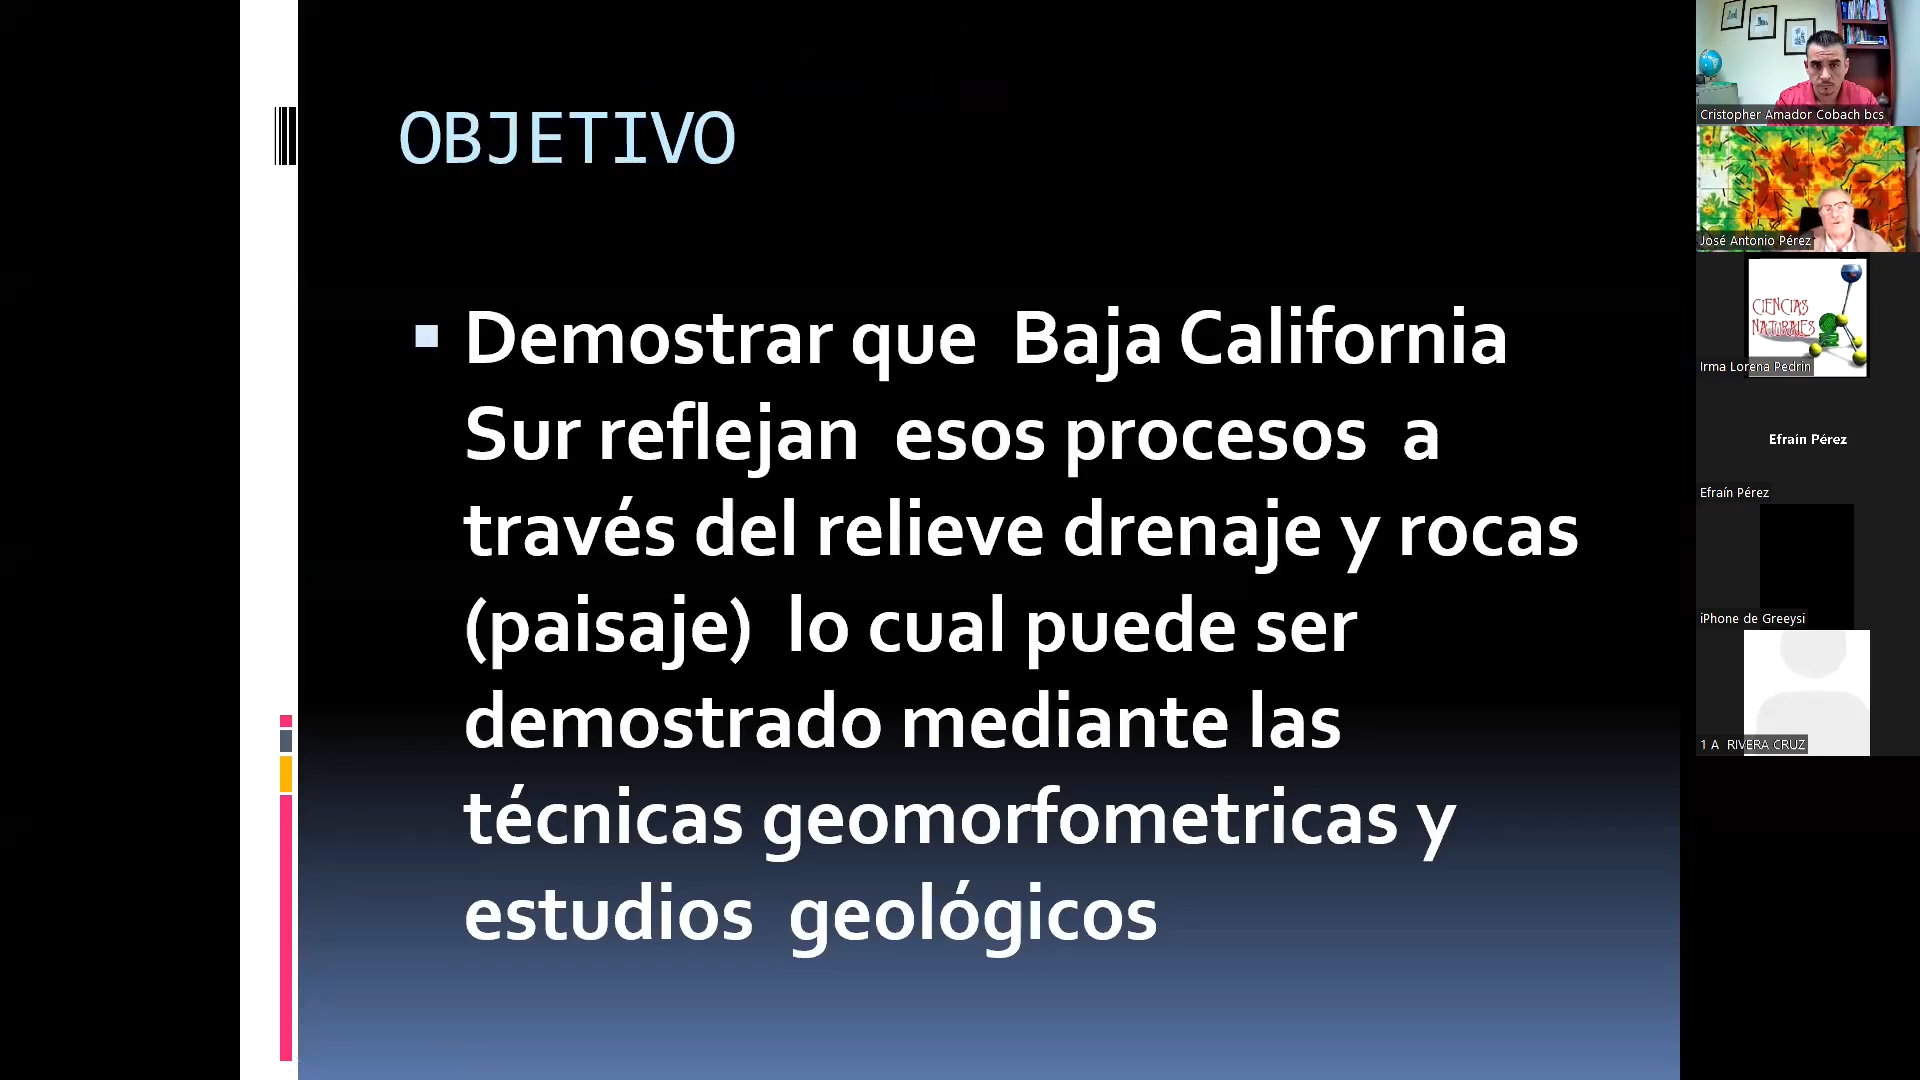 OBJETIVO
Demostrar que Baja California
Sur reflejan esos procesos a
través del relieve drenaje y rocas
(paisaje) lo cual puede ser
demostrado mediante las
técnicas geomorfometricas y
estudios geológicos
Cristopher Amador Cobach bcs
José Antonio Pérez
CIENCIAS
NATURALES
Irma Lorena Pedrin
Efraín Pérez
Efraín Pérez
iPhone de Greeysi
1 A RIVERA CRUZ